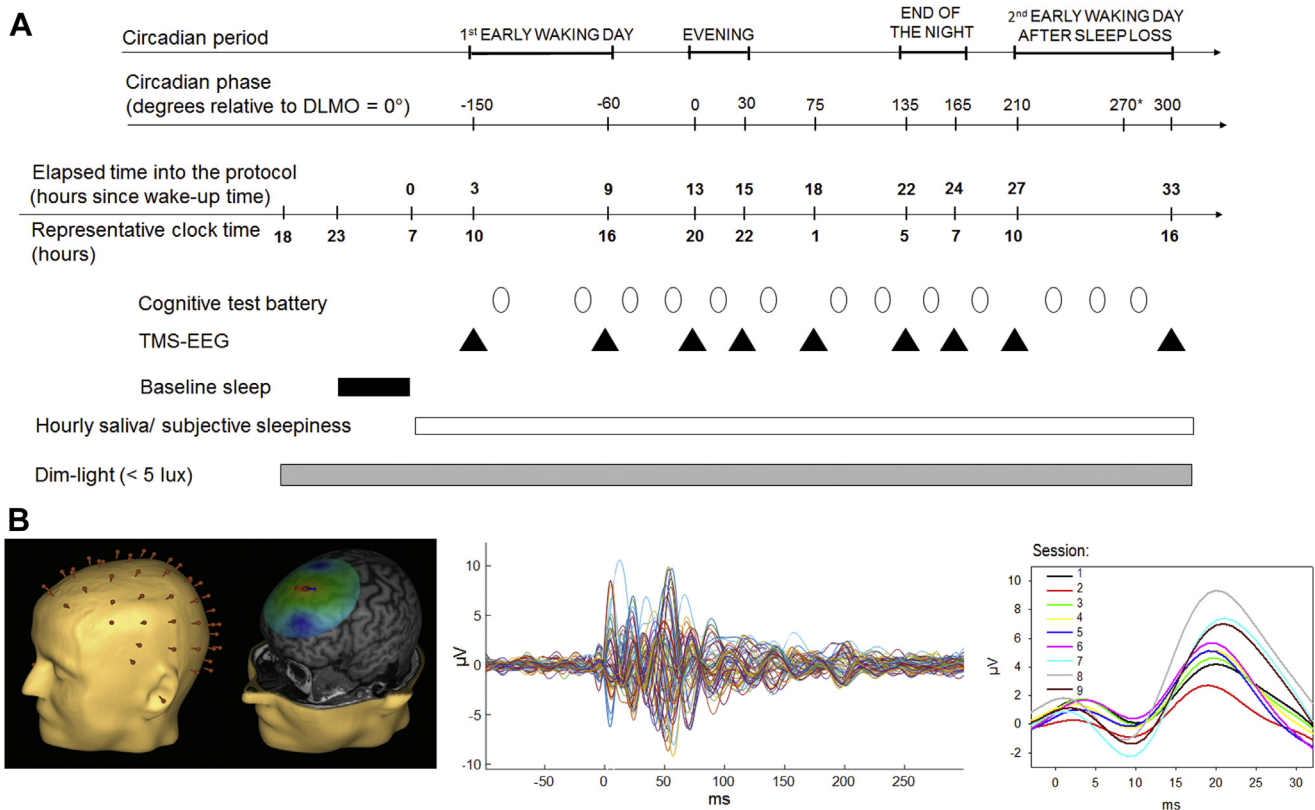 A
Circadian period
1st EARLY WAKING DAY
EVENING
END OF
THE NIGHT
2nd EARLY WAKING DAY
AFTER SLEEP LOSS
Circadian phase
(degrees relative to DLMO = 0°)
-150 -60 0 30 75 135 165 210 270* 300
Elapsed time into the protocol
(hours since wake-up time)
0 3 9 13 15 18 22 24 27 33
Representative clock time
(hours)
18 23 7 10 16 20 22 1 5 7 10 16
Cognitive test battery
TMS-EEG
Baseline sleep
Hourly saliva/ subjective sleepiness
Dim-light (< 5 lux)
B
10
5
0
-5
-10
µV
-50 0 50 100 150 200 250
ms
Session:
1
2
3
4
5
6
7
8
9
10
8
6
4
2
0
-2
µV
0 5 10 15 20 25 30
ms